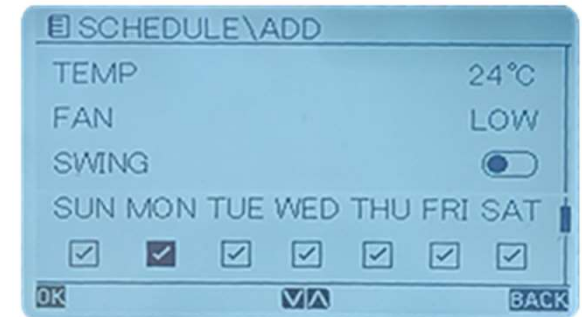 SCHEDULE\ADD
TEMP 24°C
FAN LOW
SWING
SUN MON TUE WED THU FRI SAT
OK BACK